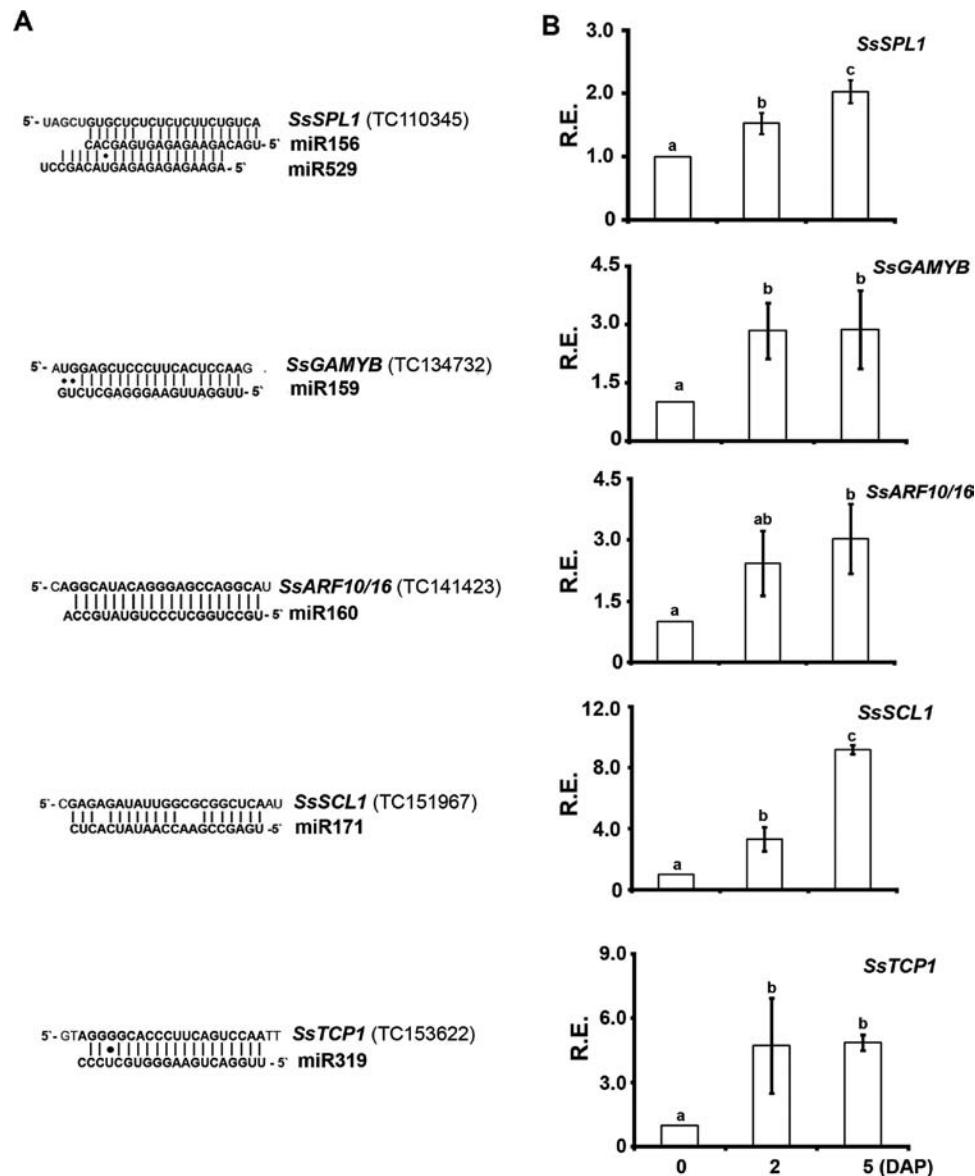 A
5`- UAGCUGUGCUCUCUCUCUUCUGUCA SsSPL1 (TC110345)
CACGAGUGAGAGAAGACAGU- 5` miR156
UCCGACAUGAGAGAGAGAAGA- 5` miR529
5`- AUGGAGCUCCCUUCACUCCAAG SsGAMYB (TC134732)
GUCUCGAGGGAAGUUAGGUU- 5` miR159
5`- CAGGCAUACAGGGAGCCAGGCAU SsARF10/16 (TC141423)
ACCGUAUGUCCCUCGGUCCGU- 5` miR160
5`- CGAGAGAUAUUGGCGCGGCUCAAU SsSCL1 (TC151967)
CUCACUAUAACCAAGCCGAGU -5` miR171
5`- GTAGGGGCACCCUUCAGUCCAATT SsTCP1 (TC153622)
CCCUCGUGGGAAGUCAGGUU - 5` miR319
B
SsSPL1
R.E.
3.0
2.0
1.0
0
a
b
c
SsGAMYB
R.E.
4.5
3.0
1.5
0
a
b
b
SsARF10/16
R.E.
4.5
3.0
1.5
0
a
ab
b
SsSCL1
R.E.
12.0
8.0
4.0
0
a
b
c
SsTCP1
R.E.
9.0
6.0
3.0
0
a
b
b
0 2 5 (DAP)